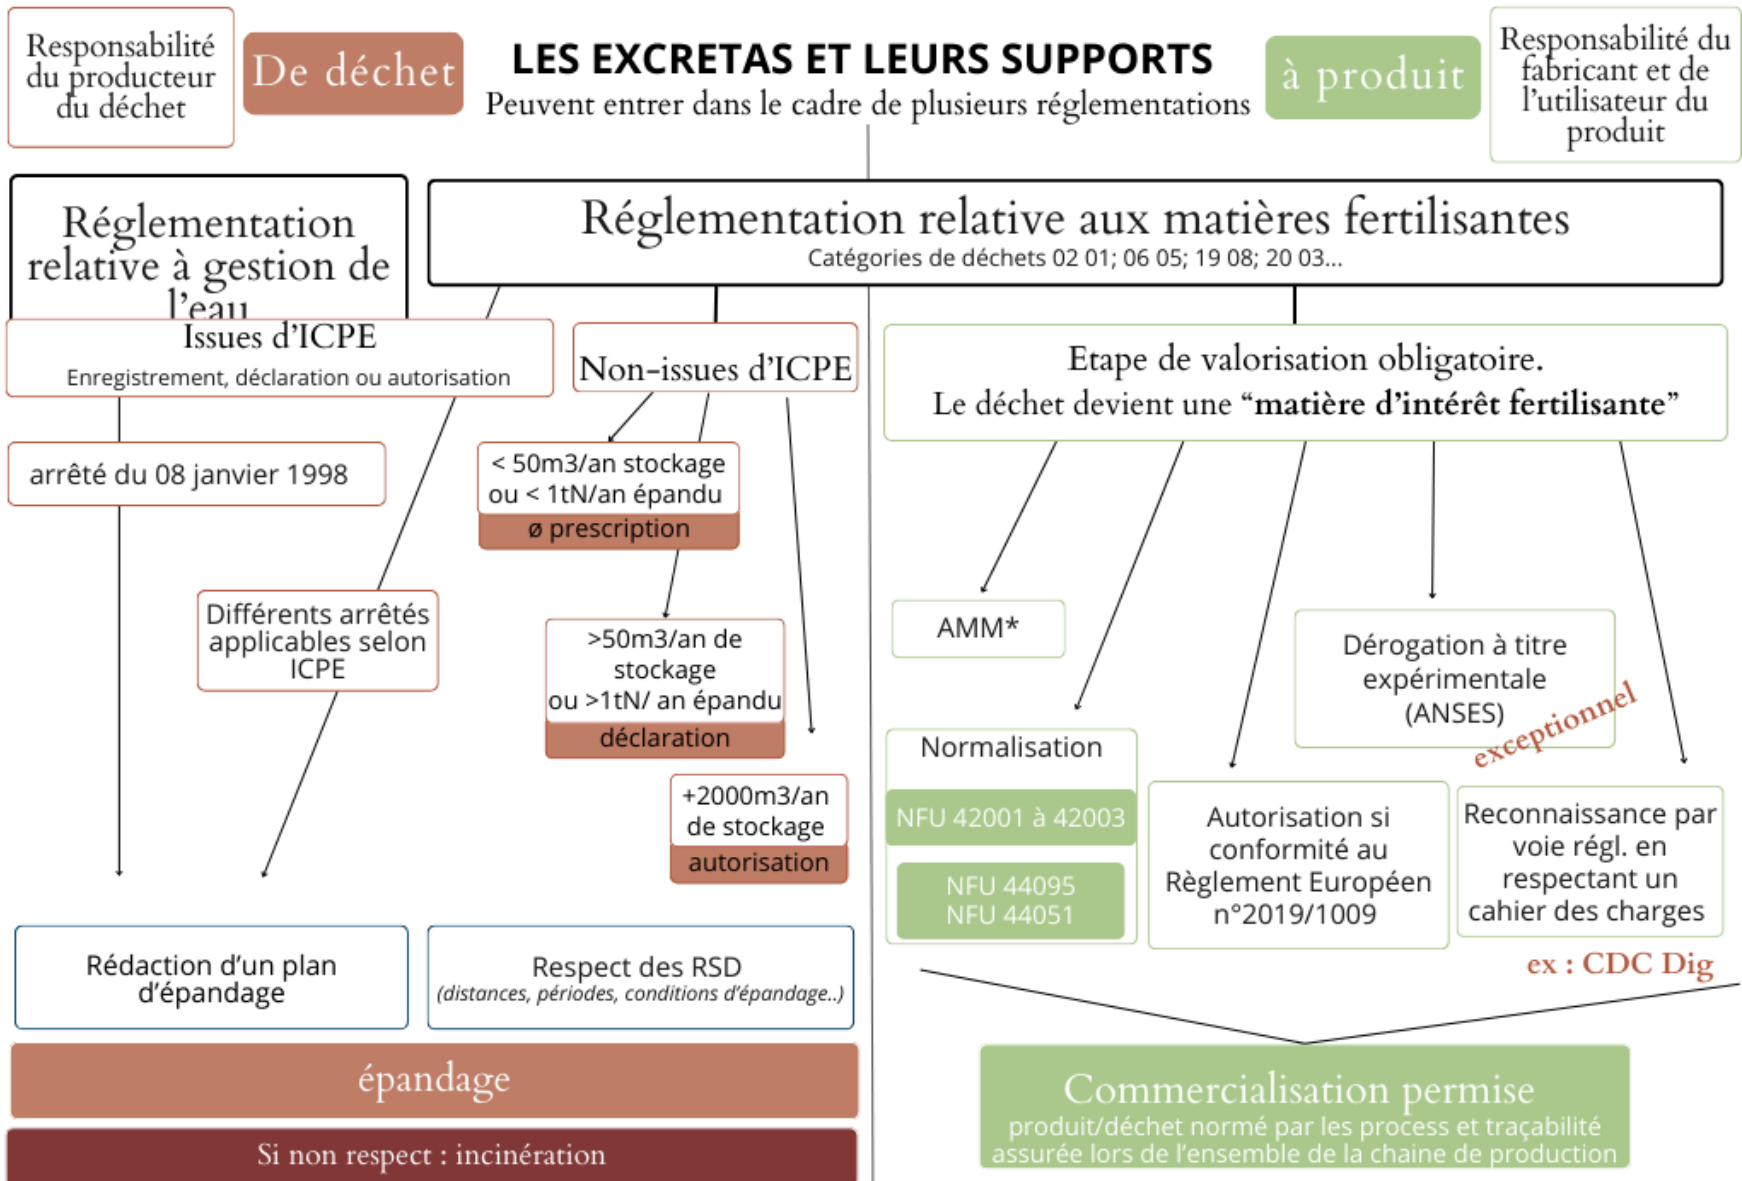 Responsabilité
du producteur
du déchet
De déchet
LES EXCRETAS ET LEURS SUPPORTS
Peuvent entrer dans le cadre de plusieurs réglementations
à produit
Responsabilité du
fabricant et de
l'utilisateur du
produit
Réglementation
relative à gestion de
l'eau
Réglementation relative aux matières fertilisantes
Catégories de déchets 02 01; 06 05; 19 08; 20 03...
Issues d'ICPE
Enregistrement, déclaration ou autorisation
Non-issues d'ICPE
Etape de valorisation obligatoire.
Le déchet devient une “matière d'intérêt fertilisante”
arrêté du 08 janvier 1998
< 50m3/an stockage
ou < 1tN/an épandu
ø prescription
Différents arrêtés
applicables selon
ICPE
>50m3/an de
stockage
ou >1tN/ an épandu
déclaration
+2000m3/an
de stockage
autorisation
AMM*
Normalisation
NFU 42001 à 42003
NFU 44095
NFU 44051
Autorisation si
conformité au
Règlement Européen
n°2019/1009
Dérogation à titre
expérimentale
(ANSES)
exceptionnel
Reconnaissance par
voie régl. en
respectant un
cahier des charges
ex : CDC Dig
Rédaction d'un plan
d'épandage
Respect des RSD
(distances, périodes, conditions d'épandage..)
épandage
Si non respect : incinération
Commercialisation permise
produit/déchet normé par les process et traçabilité
assurée lors de l'ensemble de la chaine de production